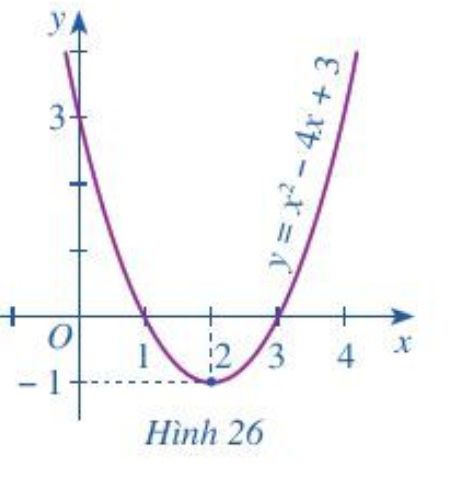 y
3
y = x² − 4x + 3
O
1
2
3
4
x
− 1
Hình 26